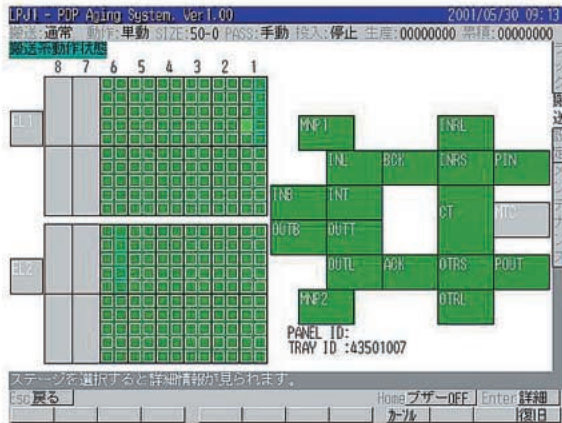 LPJ1 - PDP Aging System. Ver1.00 2001/05/30 09:13
搬送:通常 動作:単動 SIZE:50-0 PASS:手動 投入:停止 生産:00000000 累積:00000000
搬送系動作状態
8 7 6 5 4 3 2 1
EL1
MNP1 INRL
INL BCK INRS PIN
INB INT
CT MTC
OUTB OUTT
EL2
OUTL ACK OTRS POUT
MNP2 OTRL
PANEL ID:
TRAY ID :43501007
ステージを選択すると詳細情報が見られます。
Esc 戻る Home ブザーOFF Enter 詳細
カーソル 復旧